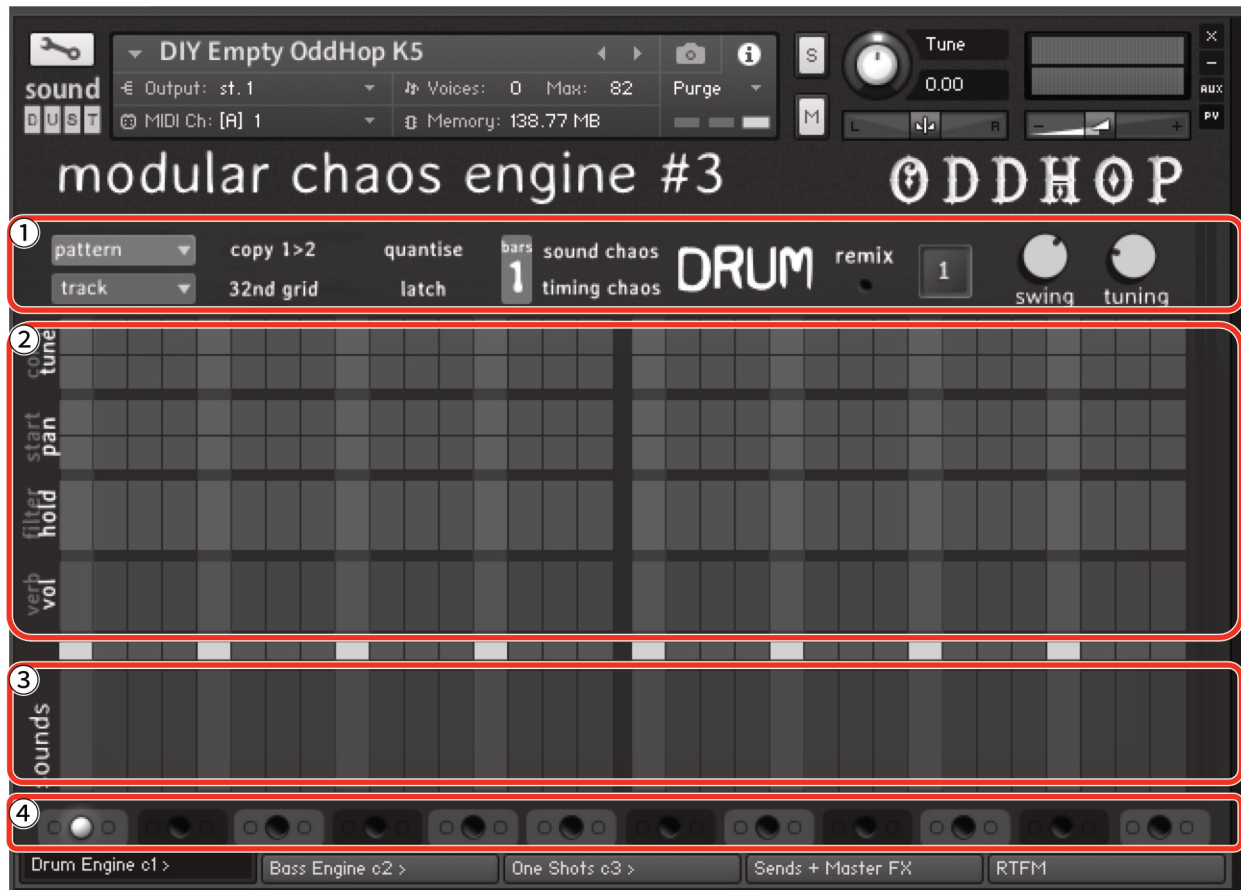 DIY Empty OddHop K5
S
Tune
0.00
×
−
AUX
PV
sound
DUST
Output: st.1
Voices: 0 Max: 82
Purge
MIDI Ch: [A] 1
Memory: 138.77 MB
M
L R
− +
modular chaos engine #3
ODDHOP
1
pattern
copy 1>2
quantise
bars
1
sound chaos
DRUM
remix
1
track
32nd grid
latch
timing chaos
swing
tuning
2
tune
start
pan
filter
hold
verb
vol
3
4
Drum Engine c1 >
Bass Engine c2 >
One Shots c3 >
Sends + Master FX
RTFM